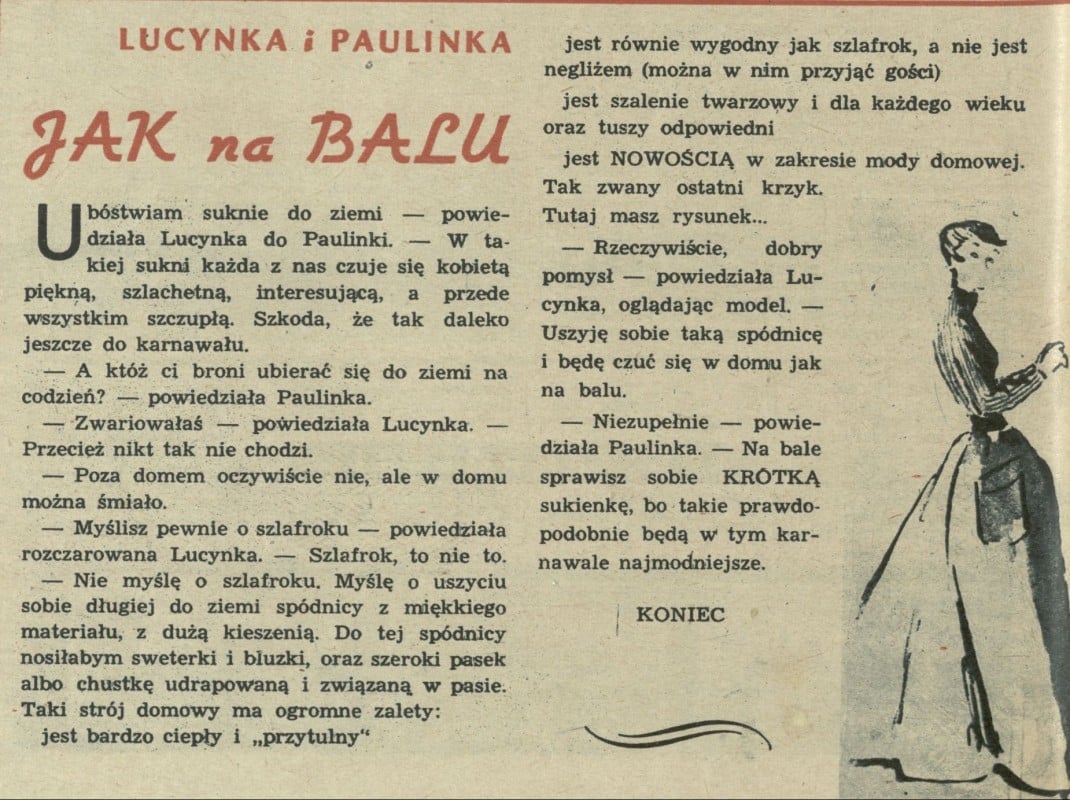 LUCYNKA i PAULINKA
JAK na BALU
Ubóstwiam suknie do ziemi — powie-
działa Lucynka do Paulinki. — W ta-
kiej sukni każda z nas czuje się kobietą
piękną, szlachetną, interesującą, a przede
wszystkim szczupłą. Szkoda, że tak daleko
jeszcze do karnawału.
— A któż ci broni ubierać się do ziemi na
codzień? — powiedziała Paulinka.
— Zwariowałaś — powiedziała Lucynka. —
Przecież nikt tak nie chodzi.
— Poza domem oczywiście nie, ale w domu
można śmiało.
— Myślisz pewnie o szlafroku — powiedziała
rozczarowana Lucynka. — Szlafrok, to nie to.
— Nie myślę o szlafroku. Myślę o uszyciu
sobie długiej do ziemi spódnicy z miękkiego
materiału, z dużą kieszenią. Do tej spódnicy
nosiłabym sweterki i bluzki, oraz szeroki pasek
albo chustkę udrapowaną i związaną w pasie.
Taki strój domowy ma ogromne zalety:
jest bardzo ciepły i „przytulny"
jest równie wygodny jak szlafrok, a nie jest
negliżem (można w nim przyjąć gości)
jest szalenie twarzowy i dla każdego wieku
oraz tuszy odpowiedni
jest NOWOŚCIĄ w zakresie mody domowej.
Tak zwany ostatni krzyk.
Tutaj masz rysunek...
— Rzeczywiście, dobry
pomysł — powiedziała Lu-
cynka, oglądając model. —
Uszyję sobie taką spódnicę
i będę czuć się w domu jak
na balu.
— Niezupełnie — powie-
działa Paulinka. — Na bale
sprawisz sobie KRÓTKĄ
sukienkę, bo takie prawdo-
podobnie będą w tym kar-
nawale najmodniejsze.
KONIEC